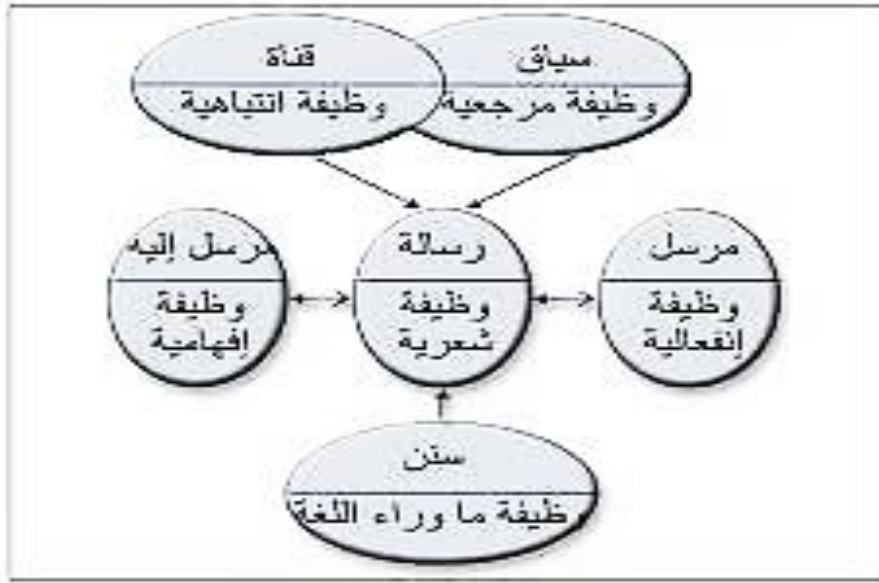 سياق
وظيفة مرجعية
قناة
وظيفة انتباهية
مرسل
وظيفة
إنفعالية
رسالة
وظيفة
شعرية
مرسل إليه
وظيفة
إفهامية
سنن
وظيفة ما وراء اللغة